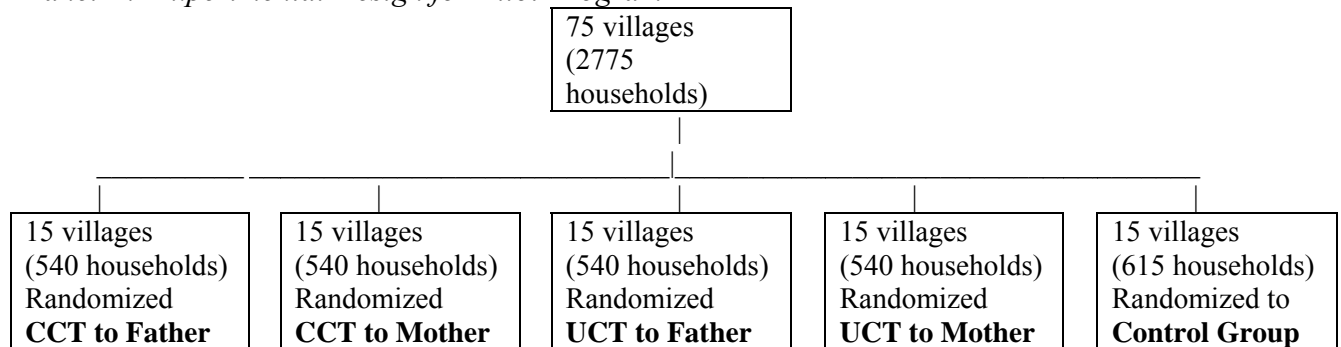 75 villages
(2775
households)
15 villages
(540 households)
Randomized
CCT to Father
15 villages
(540 households)
Randomized
CCT to Mother
15 villages
(540 households)
Randomized
UCT to Father
15 villages
(540 households)
Randomized
UCT to Mother
15 villages
(615 households)
Randomized to
Control Group